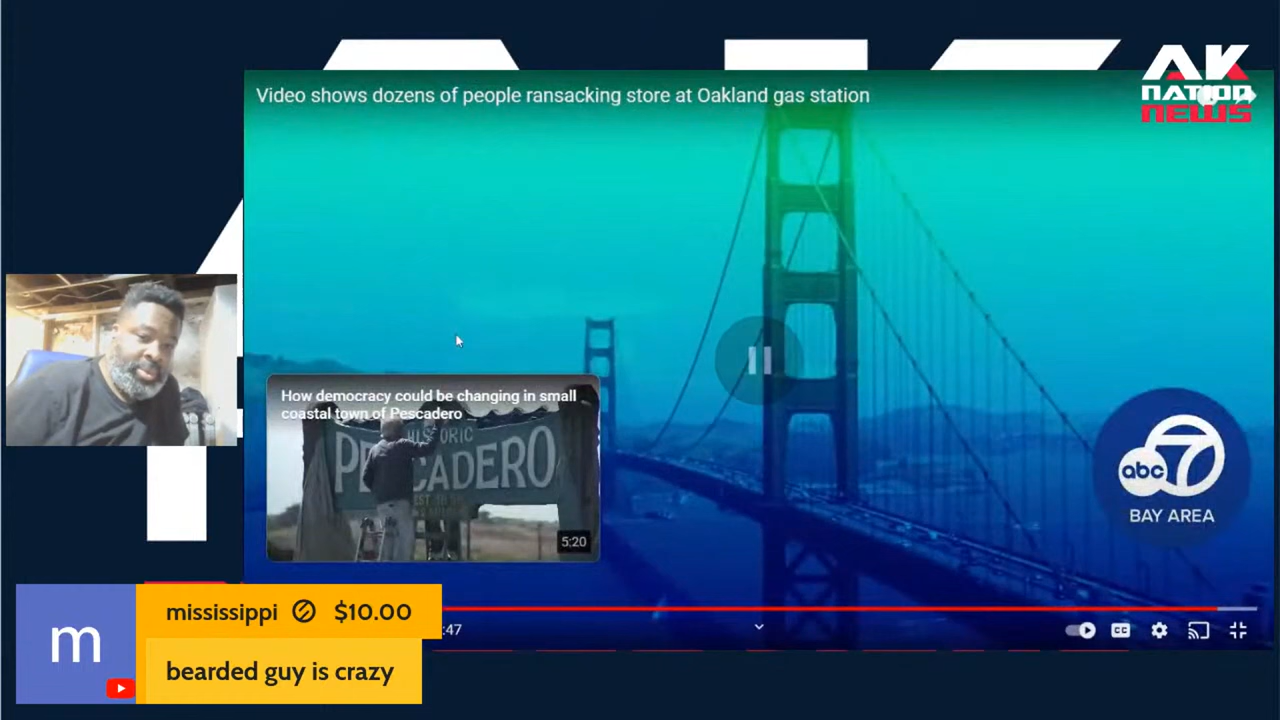 Video shows dozens of people ransacking store at Oakland gas station
AK
NATION
NEWS
How democracy could be changing in small
coastal town of Pescadero
HISTORIC
PESCADERO
5:20
abc 7
BAY AREA
:47
CC
m
mississippi $10.00
bearded guy is crazy